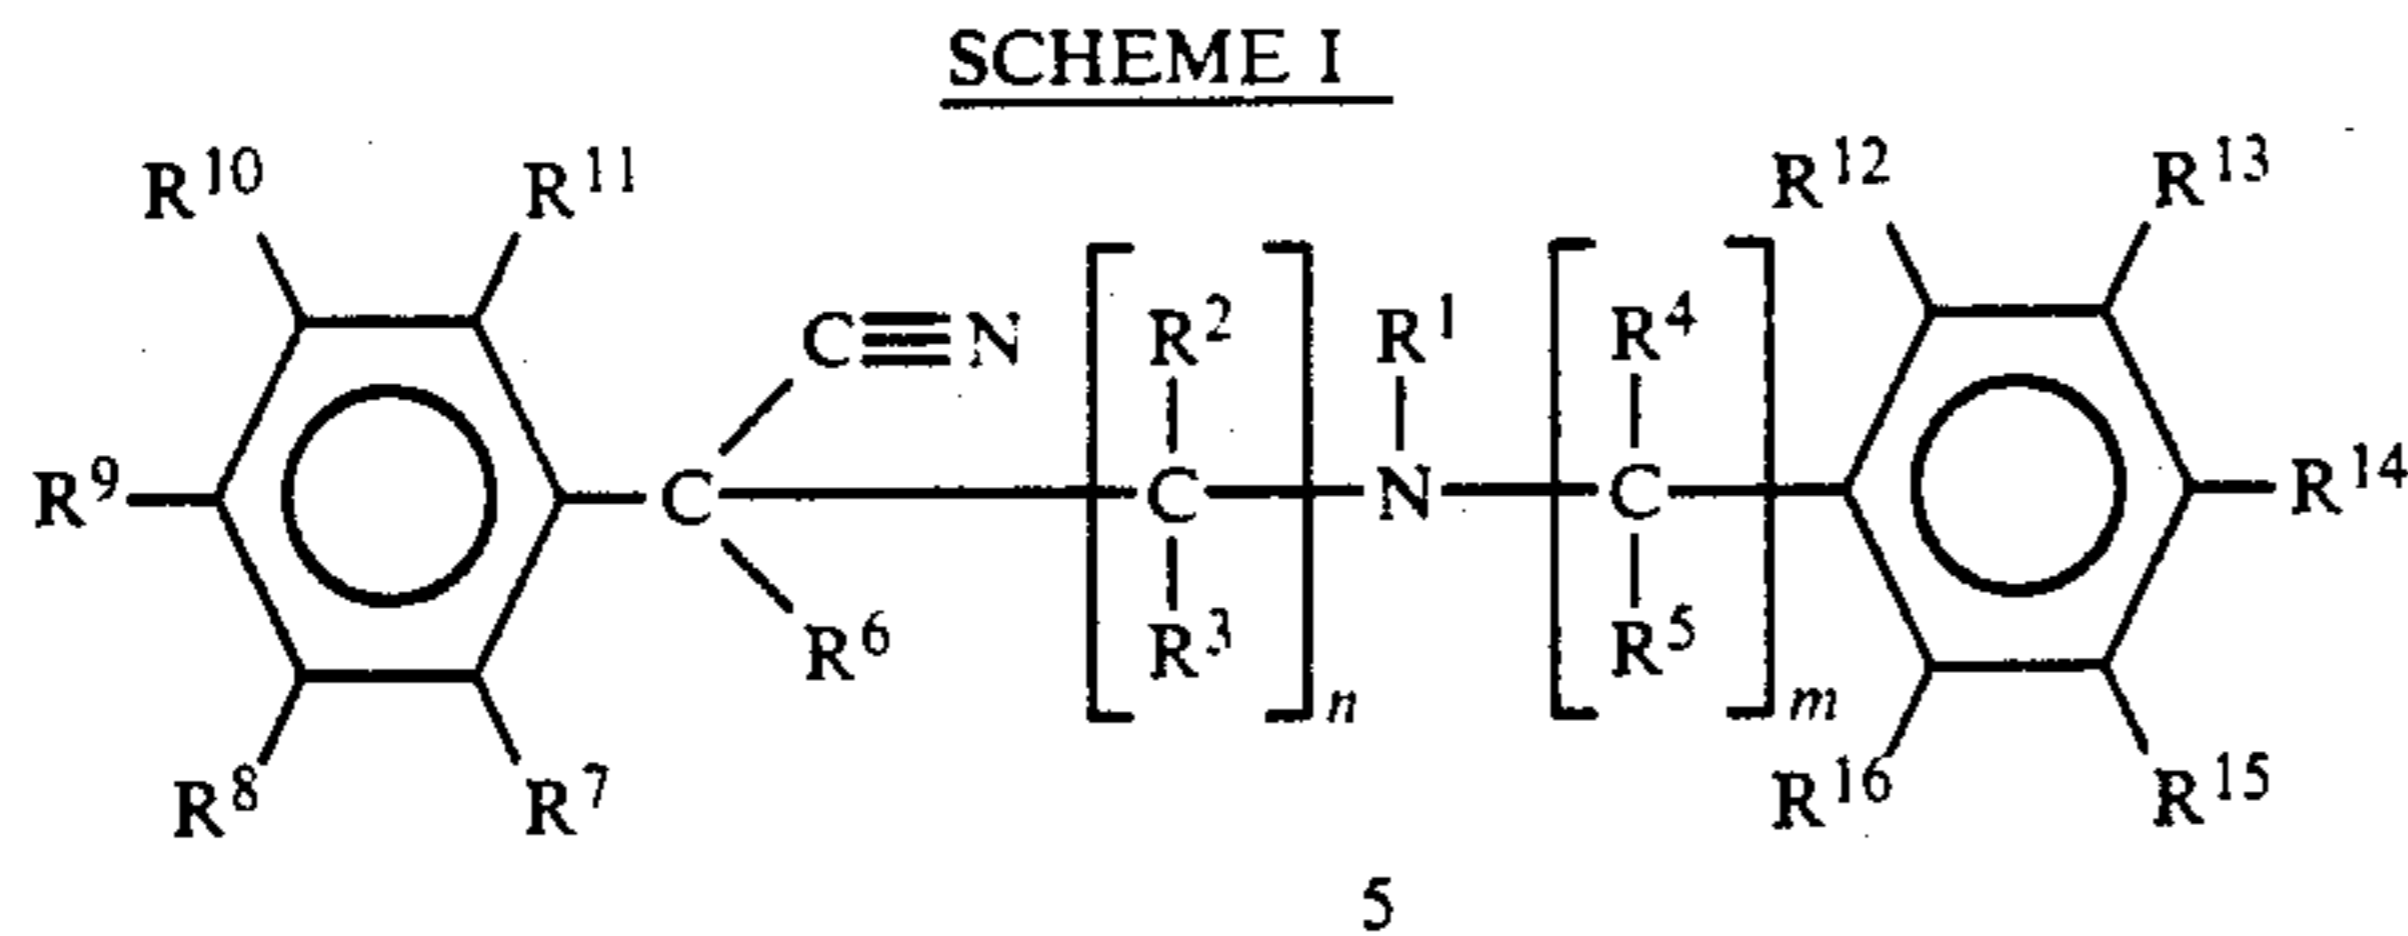 SCHEME I
R10 R11 R12 R13
C≡N R2 R1 R4
R9 C C N C R14
R6 R3 R5
n m
R8 R7 R16 R15
5